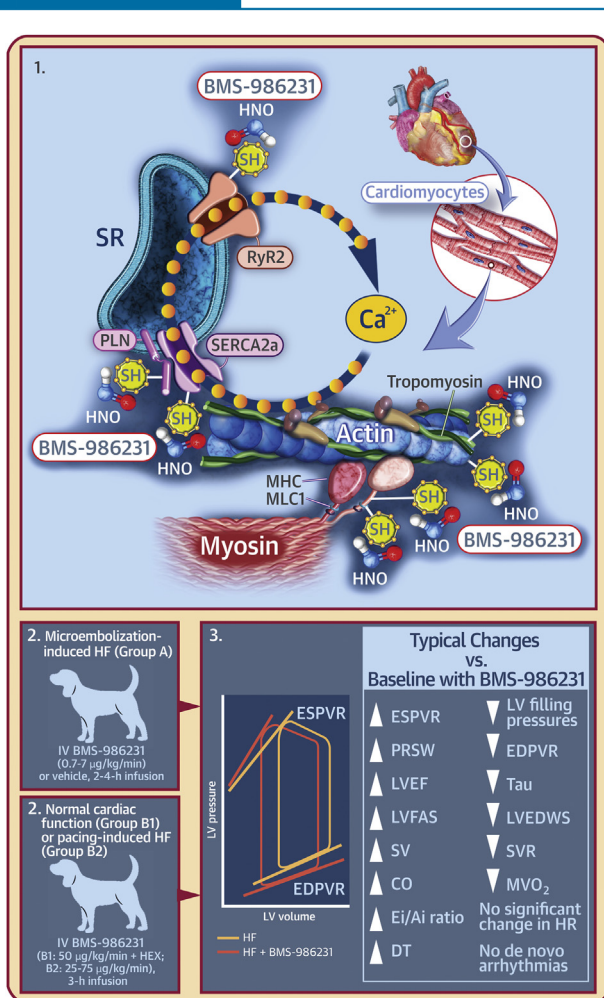 1.
BMS-986231
HNO
SH
SR
RyR2
Cardiomyocytes
Ca2+
PLN
SERCA2a
SH
HNO
SH
HNO
BMS-986231
Tropomyosin
Actin
HNO
SH
SH
HNO
MHC
MLC1
Myosin
SH
SH
HNO
HNO
BMS-986231
2. Microembolization-
induced HF (Group A)
IV BMS-986231
(0.7-7 μg/kg/min)
or vehicle, 2-4-h infusion
2. Normal cardiac
function (Group B1)
or pacing-induced HF
(Group B2)
IV BMS-986231
(B1: 50 μg/kg/min + HEX;
B2: 25-75 μg/kg/min),
3-h infusion
3.
ESPVR
LV pressure
EDPVR
LV volume
HF
HF + BMS-986231
Typical Changes
vs.
Baseline with BMS-986231
ESPVR
PRSW
LVEF
LVFAS
SV
CO
Ei/Ai ratio
DT
LV filling
pressures
EDPVR
Tau
LVEDWS
SVR
MVO2
No significant
change in HR
No de novo
arrhythmias